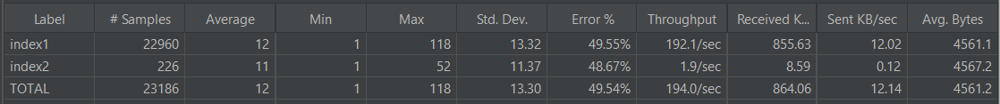 Label # Samples Average Min Max Std. Dev. Error % Throughput Received K... Sent KB/sec Avg. Bytes
index1 22960 12 1 118 13.32 49.55% 192.1/sec 855.63 12.02 4561.1
index2 226 11 1 52 11.37 48.67% 1.9/sec 8.59 0.12 4567.2
TOTAL 23186 12 1 118 13.30 49.54% 194.0/sec 864.06 12.14 4561.2